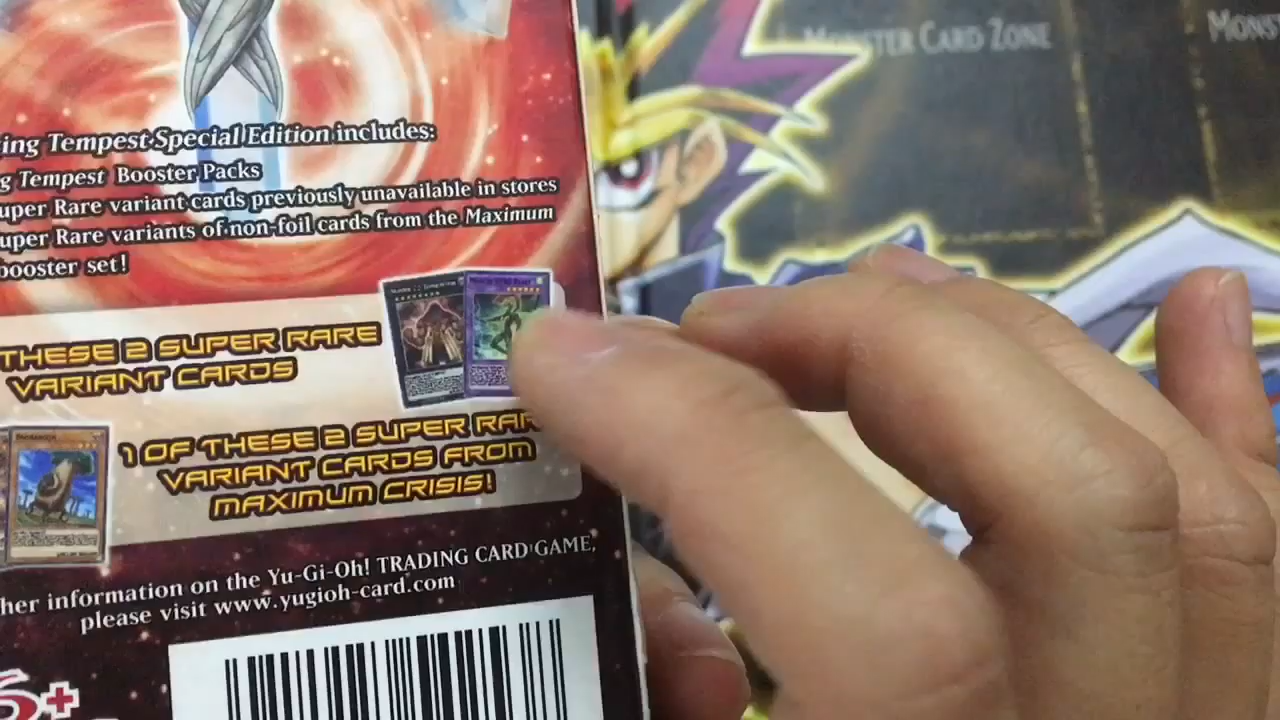 MONSTER CARD ZONE
MONS
ing Tempest Special Edition includes:
g Tempest Booster Packs
uper Rare variant cards previously unavailable in stores
uper Rare variants of non-foil cards from the Maximum
booster set!
THESE 2 SUPER RARE
VARIANT CARDS
1 OF THESE 2 SUPER RAR
VARIANT CARDS FROM
MAXIMUM CRISIS!
her information on the Yu-Gi-Oh! TRADING CARD GAME,
please visit www.yugioh-card.com
6+